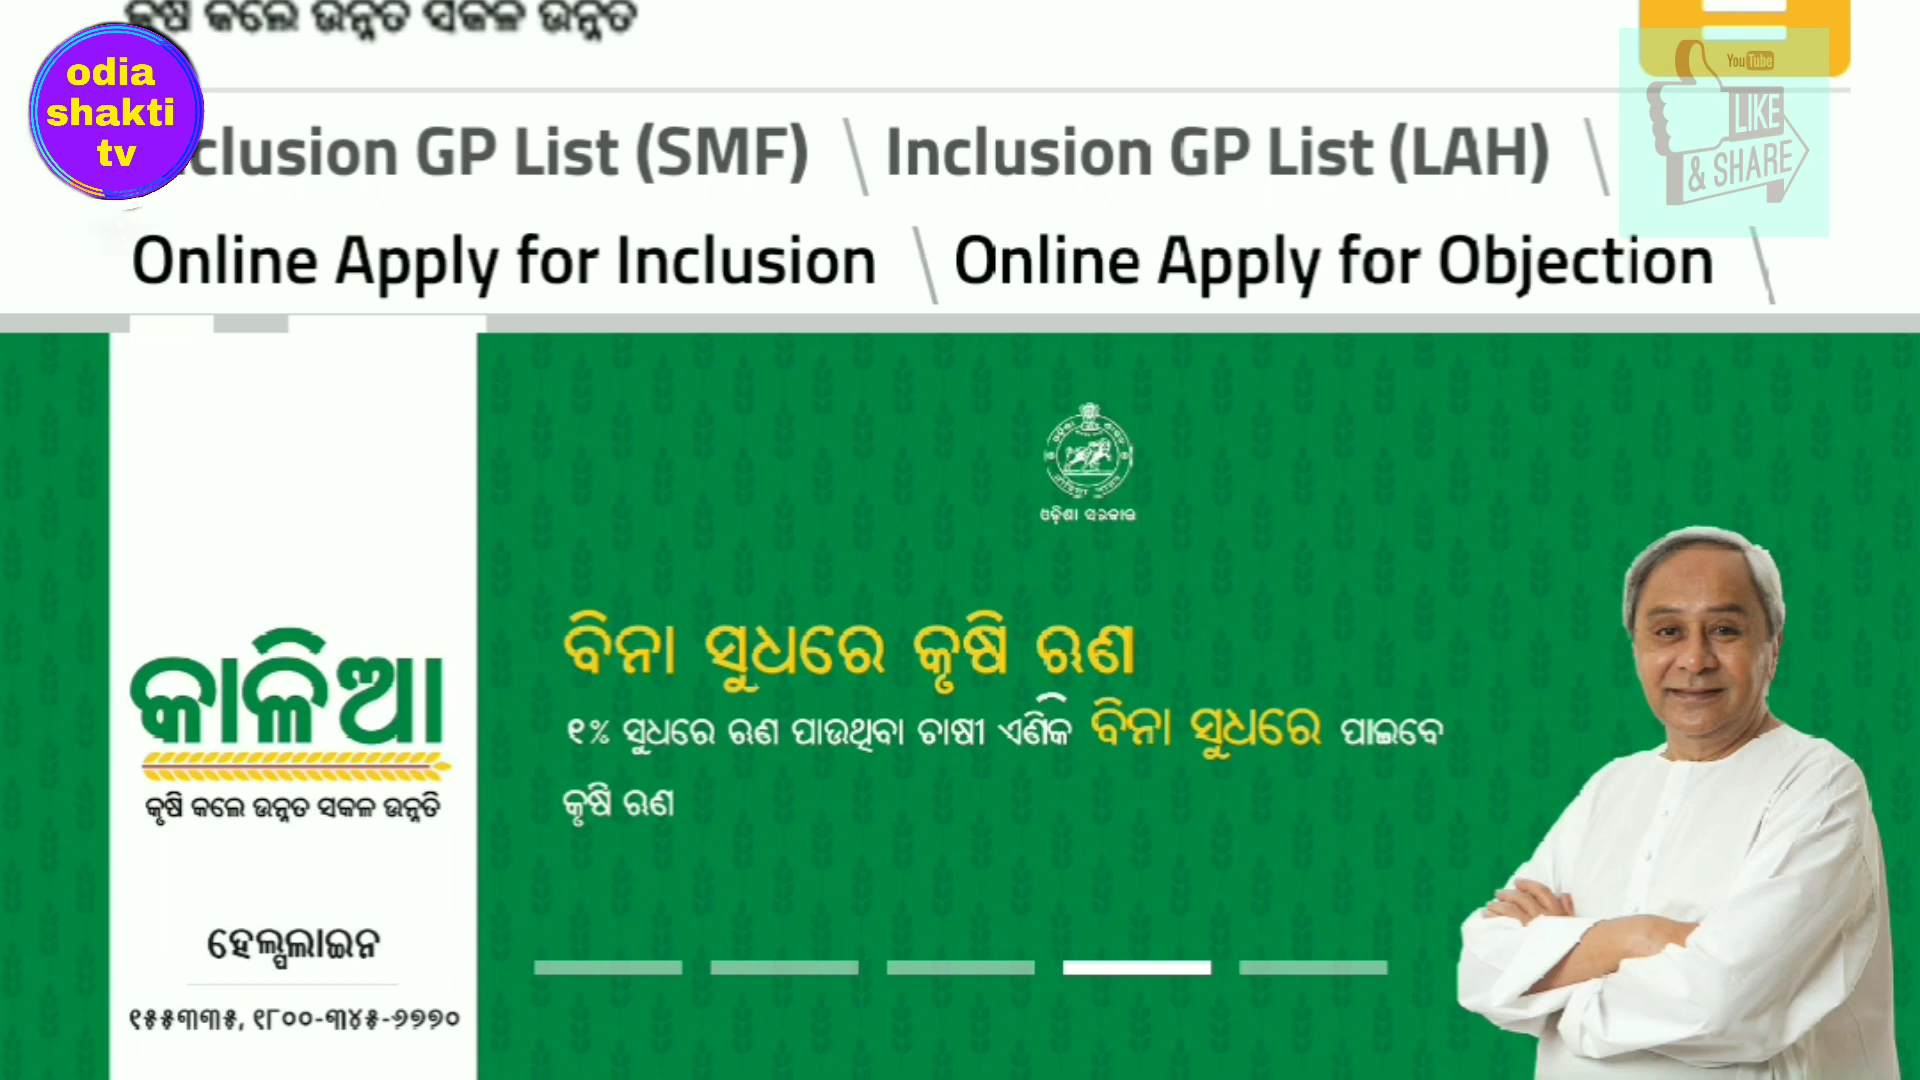 କୃଷି କଲେ ଉନ୍ନତ ସକଳ ଉନ୍ନତ
odia
shakti
tv
YouTube
LIKE
& SHARE
clusion GP List (SMF)
Inclusion GP List (LAH)
Online Apply for Inclusion
Online Apply for Objection
ଓଡ଼ିଶା ସରକାର
କାଳିଆ
କୃଷି କଲେ ଉନ୍ନତ ସକଳ ଉନ୍ନତି
ହେଲ୍ପଲାଇନ
୧୫୫୩୩୫, ୧୮୦୦-୩୪୫-୬୭୭୦
ବିନା ସୁଧରେ କୃଷି ଋଣ
୧% ସୁଧରେ ଋଣ ପାଉଥିବା ଚାଷୀ ଏଣିକି ବିନା ସୁଧରେ ପାଇବେ
କୃଷି ଋଣ